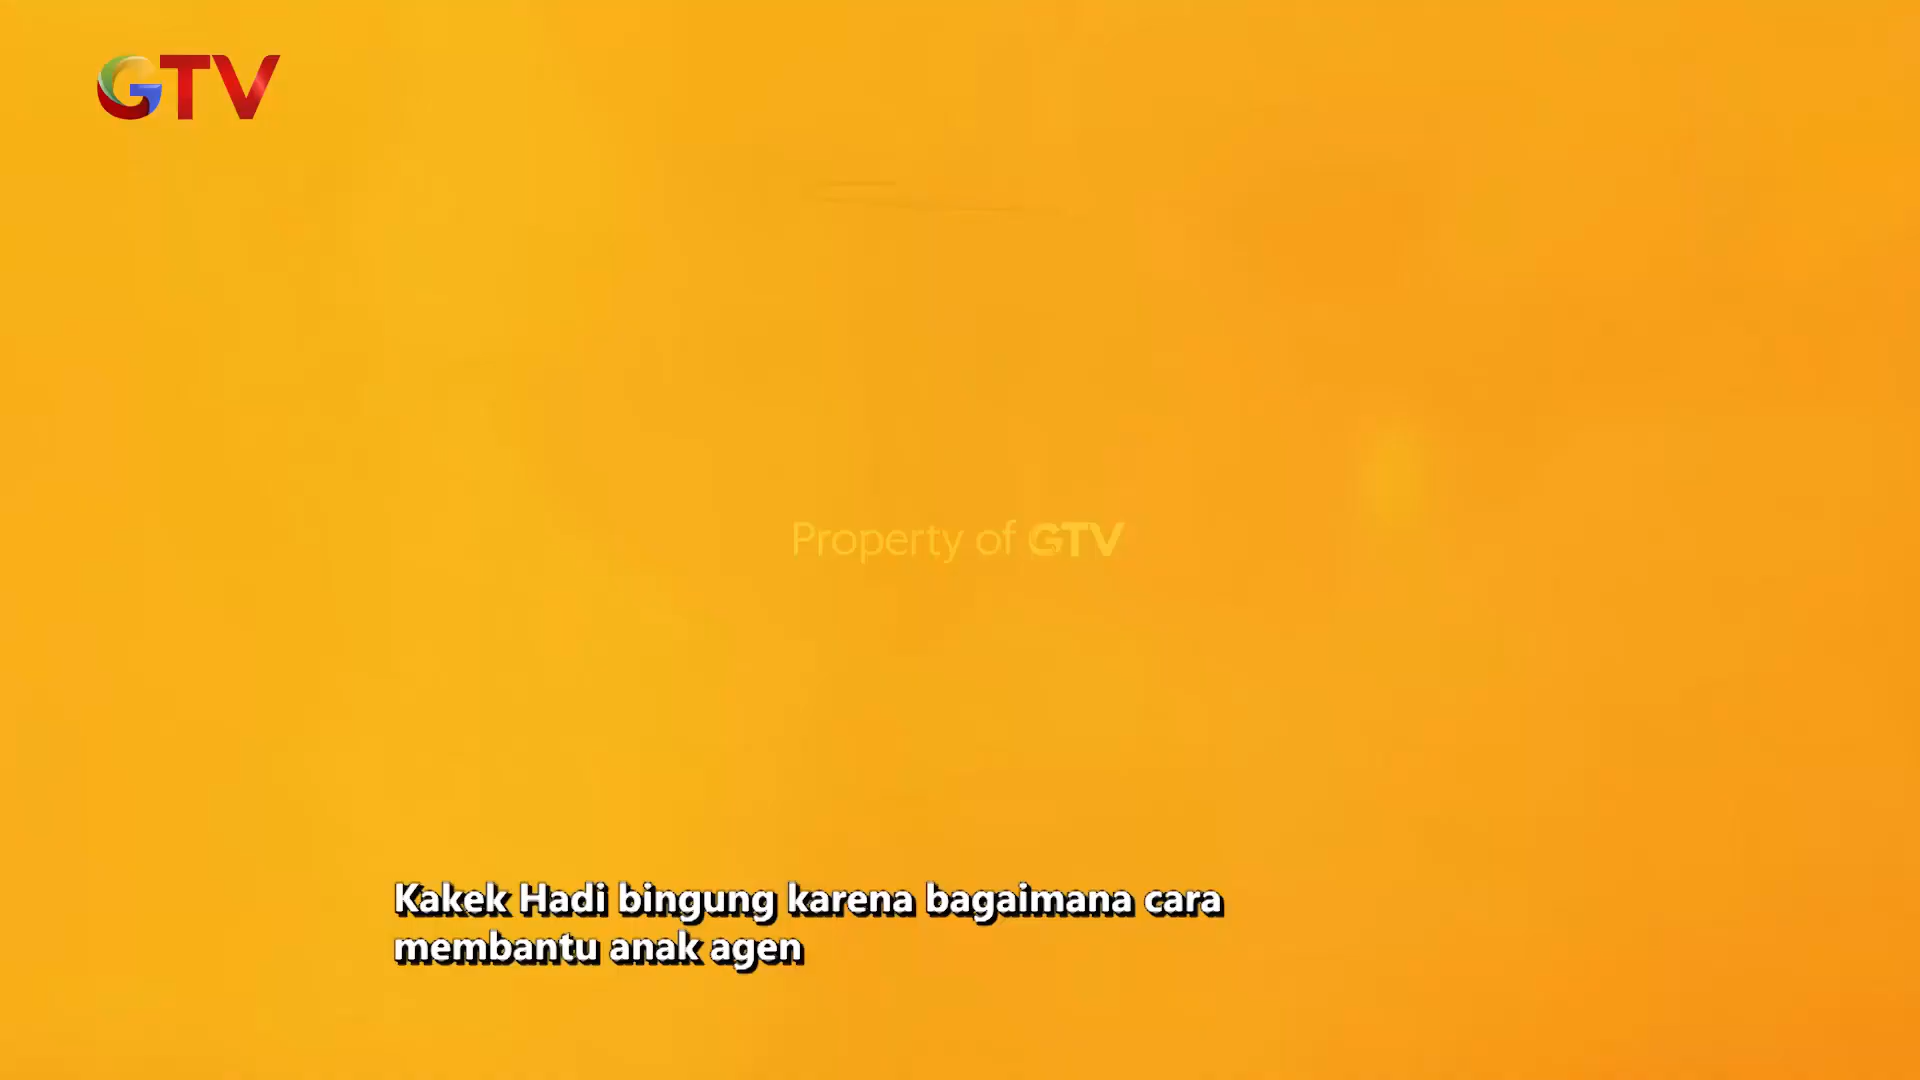 GTV
Property of GTV
Kakek Hadi bingung karena bagaimana cara
membantu anak agen